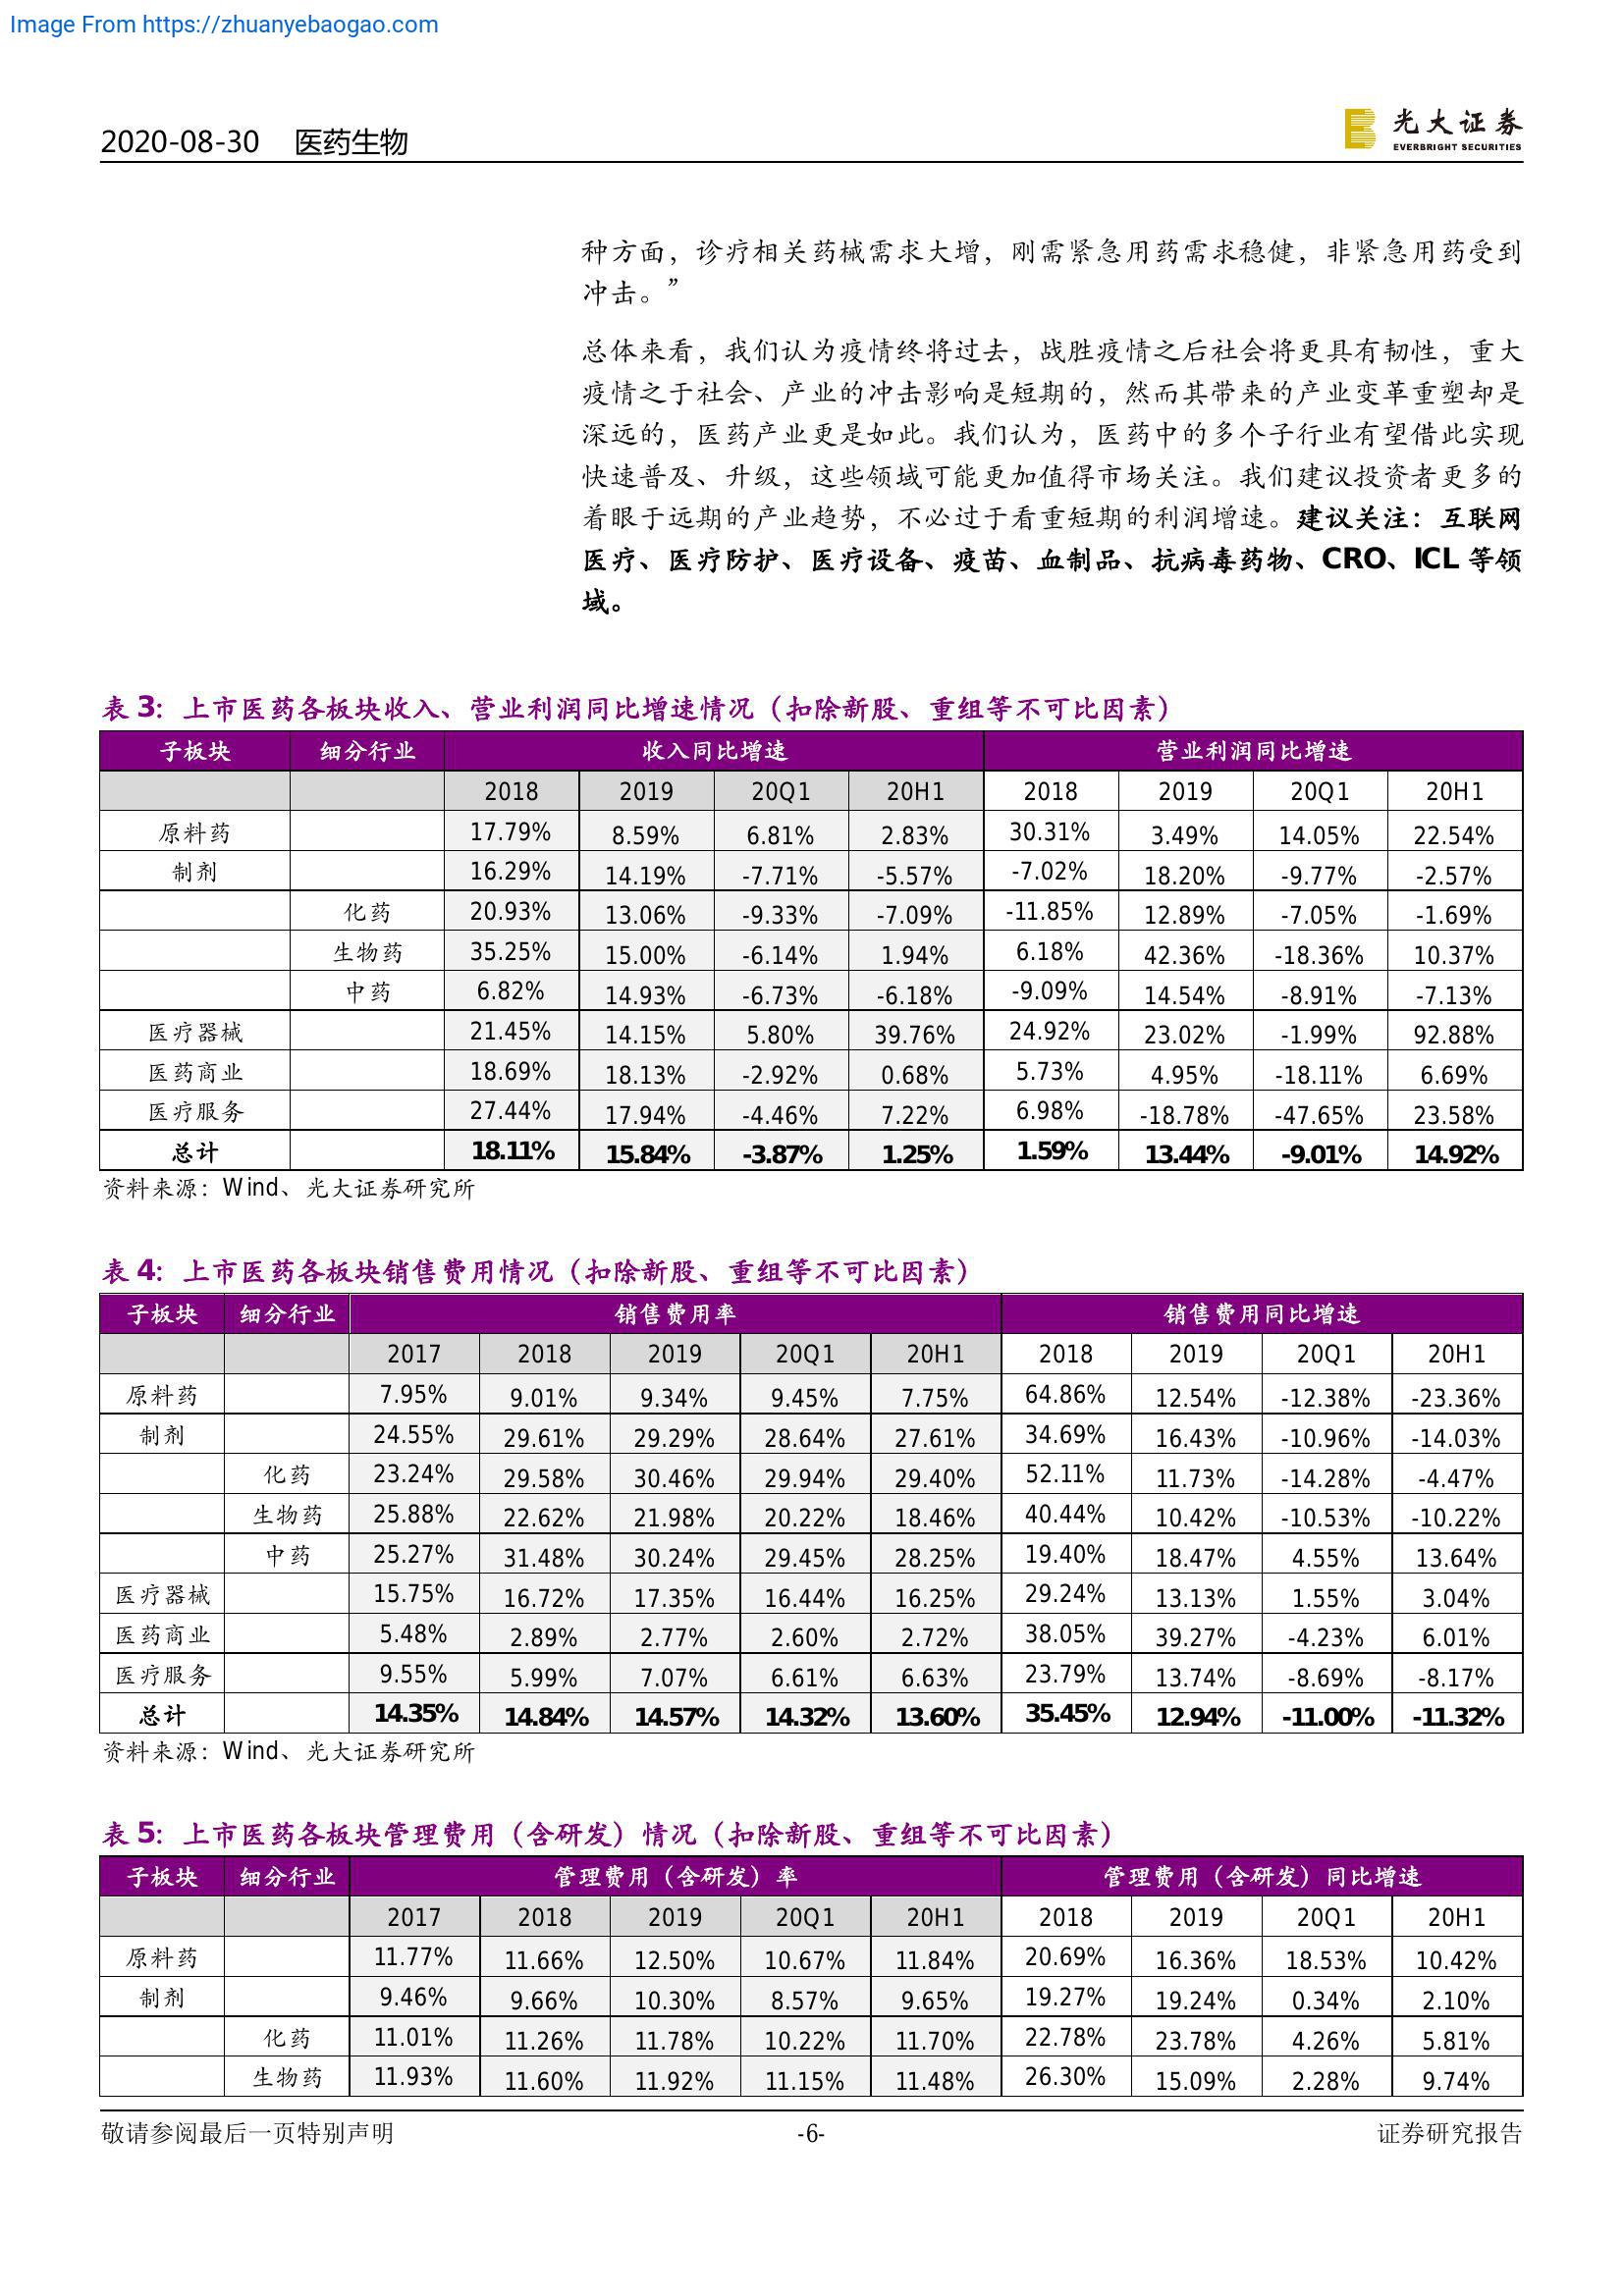 Image From https://zhuanyebaogao.com
2020-08-30 医药生物
光大证券
EVERBRIGHT SECURITIES
种方面，诊疗相关药械需求大增，刚需紧急用药需求稳健，非紧急用药受到
冲击。”
总体来看，我们认为疫情终将过去，战胜疫情之后社会将更具有韧性，重大
疫情之于社会、产业的冲击影响是短期的，然而其带来的产业变革重塑却是
深远的，医药产业更是如此。我们认为，医药中的多个子行业有望借此实现
快速普及、升级，这些领域可能更加值得市场关注。我们建议投资者更多的
着眼于远期的产业趋势，不必过于看重短期的利润增速。建议关注：互联网
医疗、医疗防护、医疗设备、疫苗、血制品、抗病毒药物、CRO、ICL 等领
域。
表 3：上市医药各板块收入、营业利润同比增速情况（扣除新股、重组等不可比因素）
子板块 细分行业 收入同比增速 营业利润同比增速
2018 2019 20Q1 20H1 2018 2019 20Q1 20H1
原料药 17.79% 8.59% 6.81% 2.83% 30.31% 3.49% 14.05% 22.54%
制剂 16.29% 14.19% -7.71% -5.57% -7.02% 18.20% -9.77% -2.57%
化药 20.93% 13.06% -9.33% -7.09% -11.85% 12.89% -7.05% -1.69%
生物药 35.25% 15.00% -6.14% 1.94% 6.18% 42.36% -18.36% 10.37%
中药 6.82% 14.93% -6.73% -6.18% -9.09% 14.54% -8.91% -7.13%
医疗器械 21.45% 14.15% 5.80% 39.76% 24.92% 23.02% -1.99% 92.88%
医药商业 18.69% 18.13% -2.92% 0.68% 5.73% 4.95% -18.11% 6.69%
医疗服务 27.44% 17.94% -4.46% 7.22% 6.98% -18.78% -47.65% 23.58%
总计 18.11% 15.84% -3.87% 1.25% 1.59% 13.44% -9.01% 14.92%
资料来源：Wind、光大证券研究所
表 4：上市医药各板块销售费用情况（扣除新股、重组等不可比因素）
子板块 细分行业 销售费用率 销售费用同比增速
2017 2018 2019 20Q1 20H1 2018 2019 20Q1 20H1
原料药 7.95% 9.01% 9.34% 9.45% 7.75% 64.86% 12.54% -12.38% -23.36%
制剂 24.55% 29.61% 29.29% 28.64% 27.61% 34.69% 16.43% -10.96% -14.03%
化药 23.24% 29.58% 30.46% 29.94% 29.40% 52.11% 11.73% -14.28% -4.47%
生物药 25.88% 22.62% 21.98% 20.22% 18.46% 40.44% 10.42% -10.53% -10.22%
中药 25.27% 31.48% 30.24% 29.45% 28.25% 19.40% 18.47% 4.55% 13.64%
医疗器械 15.75% 16.72% 17.35% 16.44% 16.25% 29.24% 13.13% 1.55% 3.04%
医药商业 5.48% 2.89% 2.77% 2.60% 2.72% 38.05% 39.27% -4.23% 6.01%
医疗服务 9.55% 5.99% 7.07% 6.61% 6.63% 23.79% 13.74% -8.69% -8.17%
总计 14.35% 14.84% 14.57% 14.32% 13.60% 35.45% 12.94% -11.00% -11.32%
资料来源：Wind、光大证券研究所
表 5：上市医药各板块管理费用（含研发）情况（扣除新股、重组等不可比因素）
子板块 细分行业 管理费用（含研发）率 管理费用（含研发）同比增速
2017 2018 2019 20Q1 20H1 2018 2019 20Q1 20H1
原料药 11.77% 11.66% 12.50% 10.67% 11.84% 20.69% 16.36% 18.53% 10.42%
制剂 9.46% 9.66% 10.30% 8.57% 9.65% 19.27% 19.24% 0.34% 2.10%
化药 11.01% 11.26% 11.78% 10.22% 11.70% 22.78% 23.78% 4.26% 5.81%
生物药 11.93% 11.60% 11.92% 11.15% 11.48% 26.30% 15.09% 2.28% 9.74%
敬请参阅最后一页特别声明 -6- 证券研究报告